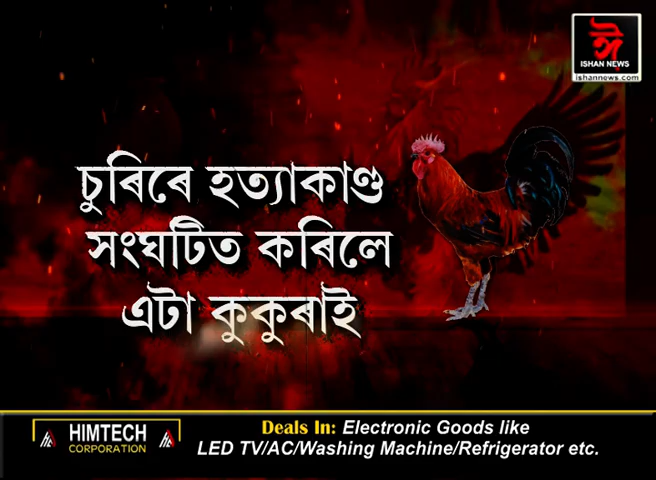 ঈ
ISHAN NEWS
ishannews.com
চুৰিৰে হত্যাকাণ্ড
সংঘটিত কৰিলে
এটা কুকুৰাই
HIMTECH
CORPORATION
Deals In: Electronic Goods like
LED TV/AC/Washing Machine/Refrigerator etc.